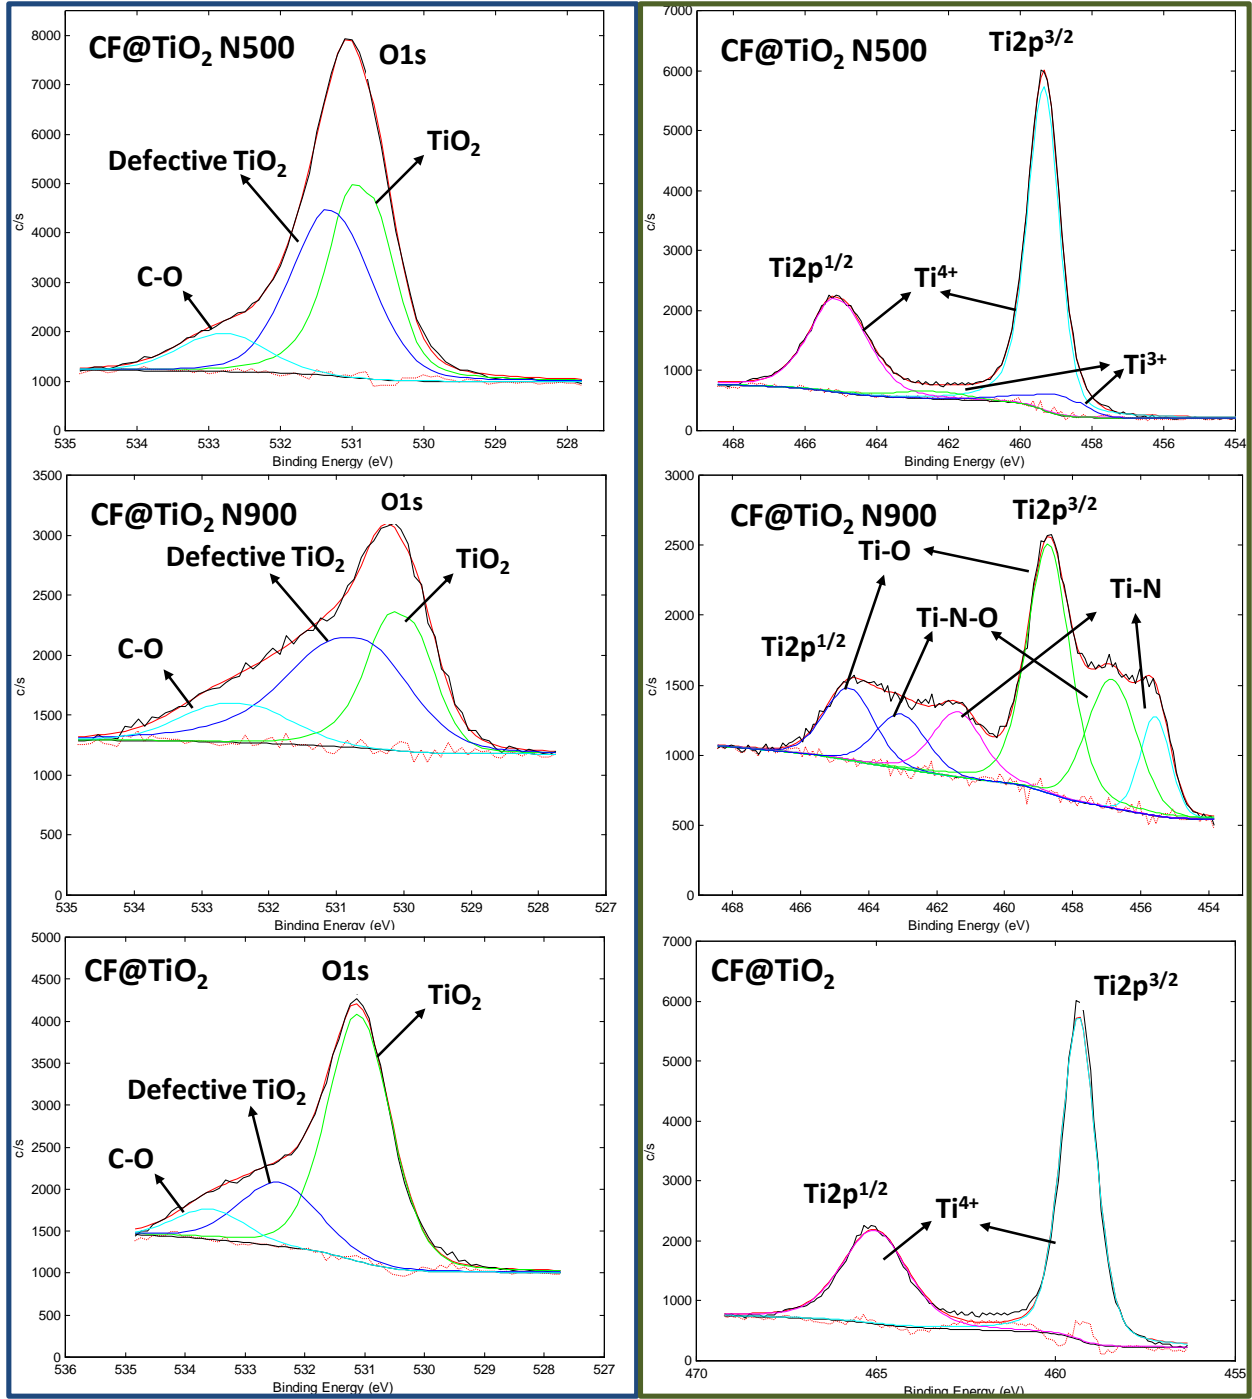 CF@TiO2 N500
O1s
TiO2
Defective TiO2
C-O
c/s
8000
7000
6000
5000
4000
3000
2000
1000
0
535 534 533 532 531 530 529 528
Binding Energy (eV)
CF@TiO2 N500
Ti2p3/2
Ti2p1/2
Ti4+
Ti3+
c/s
7000
6000
5000
4000
3000
2000
1000
0
468 466 464 462 460 458 456 454
Binding Energy (eV)
CF@TiO2 N900
O1s
Defective TiO2
TiO2
C-O
c/s
3500
3000
2500
2000
1500
1000
500
0
535 534 533 532 531 530 529 528 527
Binding Energy (eV)
CF@TiO2 N900
Ti2p3/2
Ti-O
Ti-N
Ti-N-O
Ti2p1/2
c/s
3000
2500
2000
1500
1000
500
0
468 466 464 462 460 458 456 454
Binding Energy (eV)
CF@TiO2
O1s
TiO2
Defective TiO2
C-O
c/s
5000
4500
4000
3500
3000
2500
2000
1500
1000
500
0
536 535 534 533 532 531 530 529 528 527
Binding Energy (eV)
CF@TiO2
Ti2p3/2
Ti2p1/2
Ti4+
c/s
7000
6000
5000
4000
3000
2000
1000
0
470 465 460 455
Binding Energy (eV)